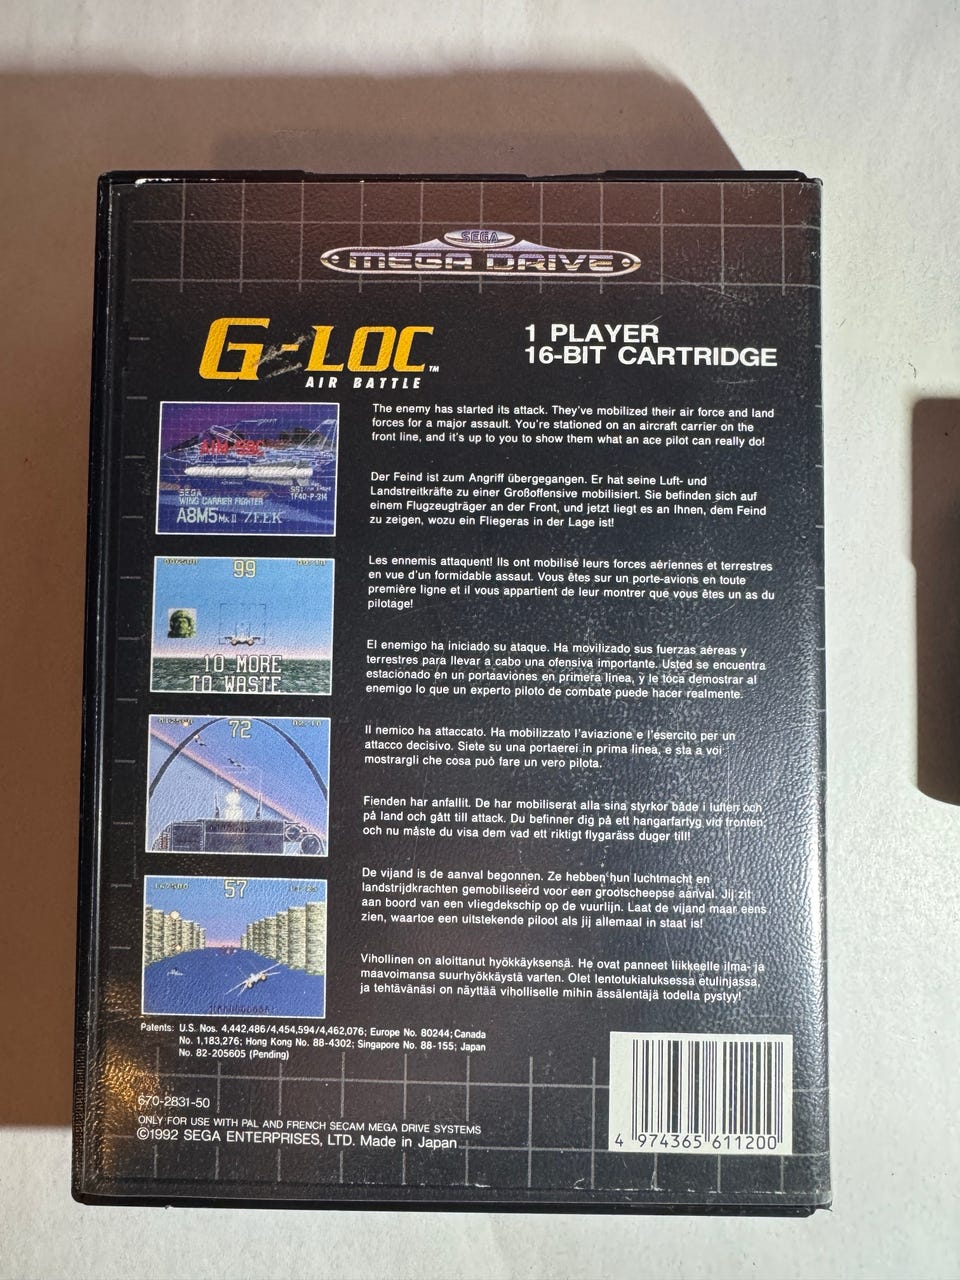 SEGA
MEGA DRIVE
G-LOC™
AIR BATTLE
1 PLAYER
16-BIT CARTRIDGE
The enemy has started its attack. They've mobilized their air force and land
forces for a major assault. You're stationed on an aircraft carrier on the
front line, and it's up to you to show them what an ace pilot can really do!
Der Feind ist zum Angriff übergegangen. Er hat seine Luft- und
Landstreitkräfte zu einer Großoffensive mobilisiert. Sie befinden sich auf
einem Flugzeugträger an der Front, und jetzt liegt es an Ihnen, dem Feind
zu zeigen, wozu ein Fliegeras in der Lage ist!
Les ennemis attaquent! Ils ont mobilisé leurs forces aériennes et terrestres
en vue d'un formidable assaut. Vous êtes sur un porte-avions en toute
première ligne et il vous appartient de leur montrer que vous êtes un as du
pilotage!
El enemigo ha iniciado su ataque. Ha movilizado sus fuerzas aéreas y
terrestres para llevar a cabo una ofensiva importante. Usted se encuentra
estacionado en un portaaviones en primera línea, y le toca demostrar al
enemigo lo que un experto piloto de combate puede hacer realmente.
Il nemico ha attaccato. Ha mobilizzato l'aviazione e l'esercito per un
attacco decisivo. Siete su una portaerei in prima linea, e sta a voi
mostrargli che cosa può fare un vero pilota.
Fienden har anfallit. De har mobiliserat alla sina styrkor både i luften och
på land och gått till attack. Du befinner dig på ett hangarfartyg vid fronten,
och nu måste du visa dem vad ett riktigt flygaräss duger till!
De vijand is de aanval begonnen. Ze hebben hun luchtmacht en
landstrijdkrachten gemobiliseerd voor een grootscheepse aanval. Jij zit
aan boord van een vliegdekschip op de vuurlijn. Laat de vijand maar eens
zien, waartoe een uitstekende piloot als jij allemaal in staat is!
Vihollinen on aloittanut hyökkäyksensä. He ovat panneet liikkeelle ilma- ja
maavoimansa suurhyökkäystä varten. Olet lentotukialuksessa etulinjassa,
ja tehtävänäsi on näyttää viholliselle mihin ässälentäjä todella pystyy!
SEGA
WING CARRIER FIGHTER
A8M5 Mk II ZEEK
TF40-P-214
99
10 MORE
TO WASTE
72
57
Patents: U.S. Nos. 4,442,486/4,454,594/4,462,076; Europe No. 80244; Canada
No. 1,183,276; Hong Kong No. 88-4302; Singapore No. 88-155; Japan
No. 82-205605 (Pending)
670-2831-50
ONLY FOR USE WITH PAL AND FRENCH SECAM MEGA DRIVE SYSTEMS
©1992 SEGA ENTERPRISES, LTD. Made in Japan
4 974365 611200